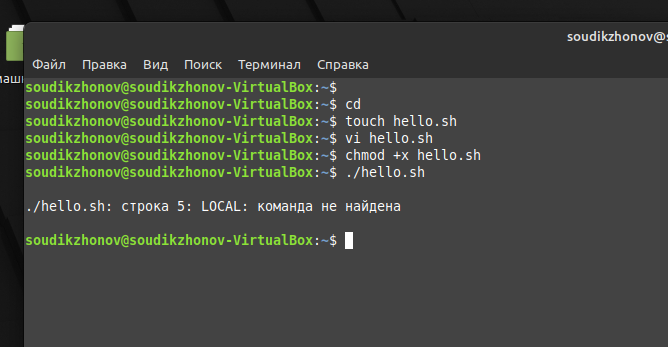 soudikzhonov@
Файл Правка Вид Поиск Терминал Справка
soudikzhonov@soudikzhonov-VirtualBox:~$
soudikzhonov@soudikzhonov-VirtualBox:~$ cd
soudikzhonov@soudikzhonov-VirtualBox:~$ touch hello.sh
soudikzhonov@soudikzhonov-VirtualBox:~$ vi hello.sh
soudikzhonov@soudikzhonov-VirtualBox:~$ chmod +x hello.sh
soudikzhonov@soudikzhonov-VirtualBox:~$ ./hello.sh
./hello.sh: строка 5: LOCAL: команда не найдена
soudikzhonov@soudikzhonov-VirtualBox:~$